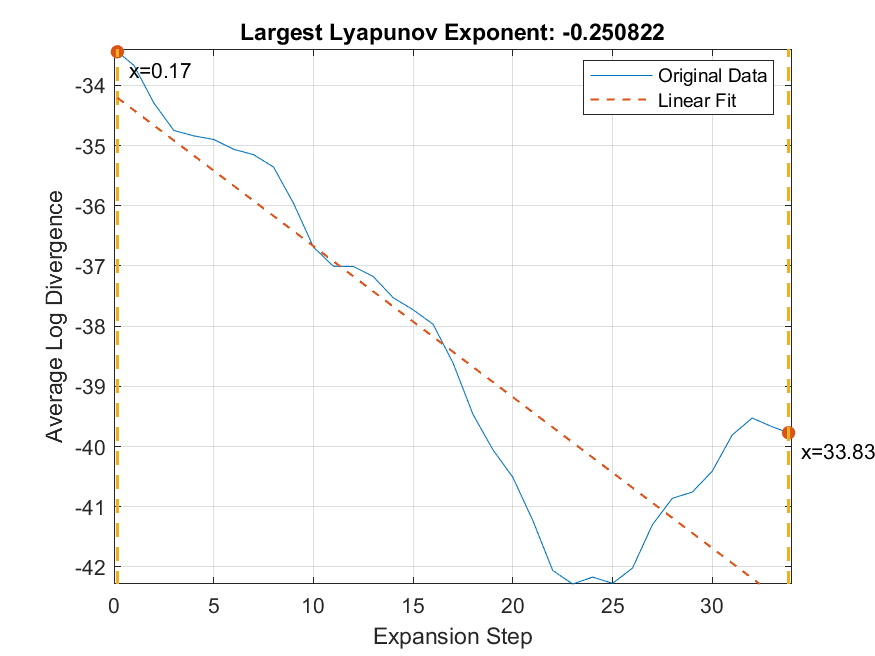 Largest Lyapunov Exponent: -0.250822
Original Data
Linear Fit
x=0.17
x=33.83
Average Log Divergence
-34
-35
-36
-37
-38
-39
-40
-41
-42
0 5 10 15 20 25 30
Expansion Step